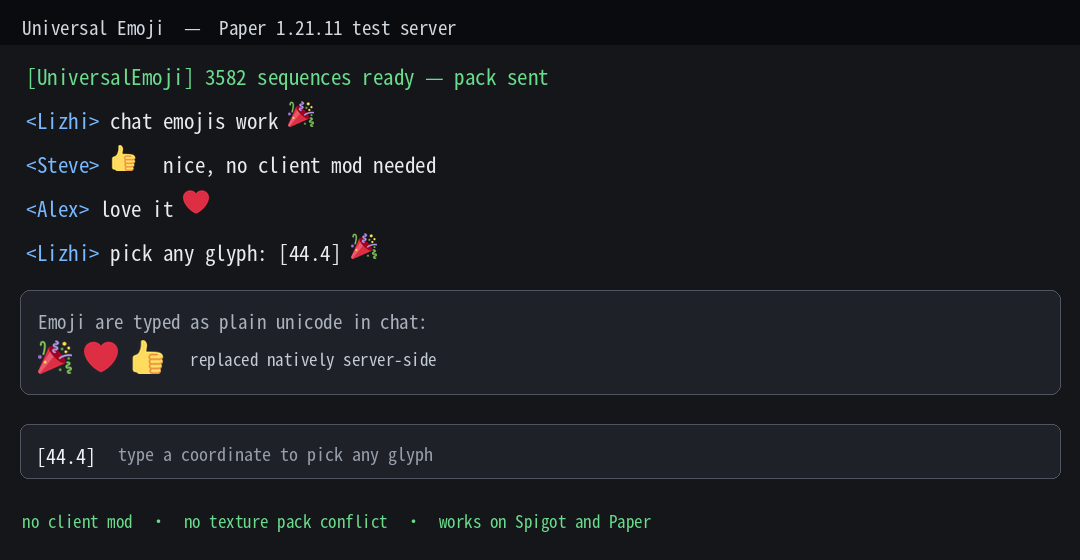 Universal Emoji — Paper 1.21.11 test server
[UniversalEmoji] 3582 sequences ready — pack sent
<Lizhi> chat emojis work 🎉
<Steve> 👍 nice, no client mod needed
<Alex> love it ❤️
<Lizhi> pick any glyph: [44.4] 🎉
Emoji are typed as plain unicode in chat:
🎉 ❤️ 👍 replaced natively server-side
[44.4] type a coordinate to pick any glyph
no client mod • no texture pack conflict • works on Spigot and Paper